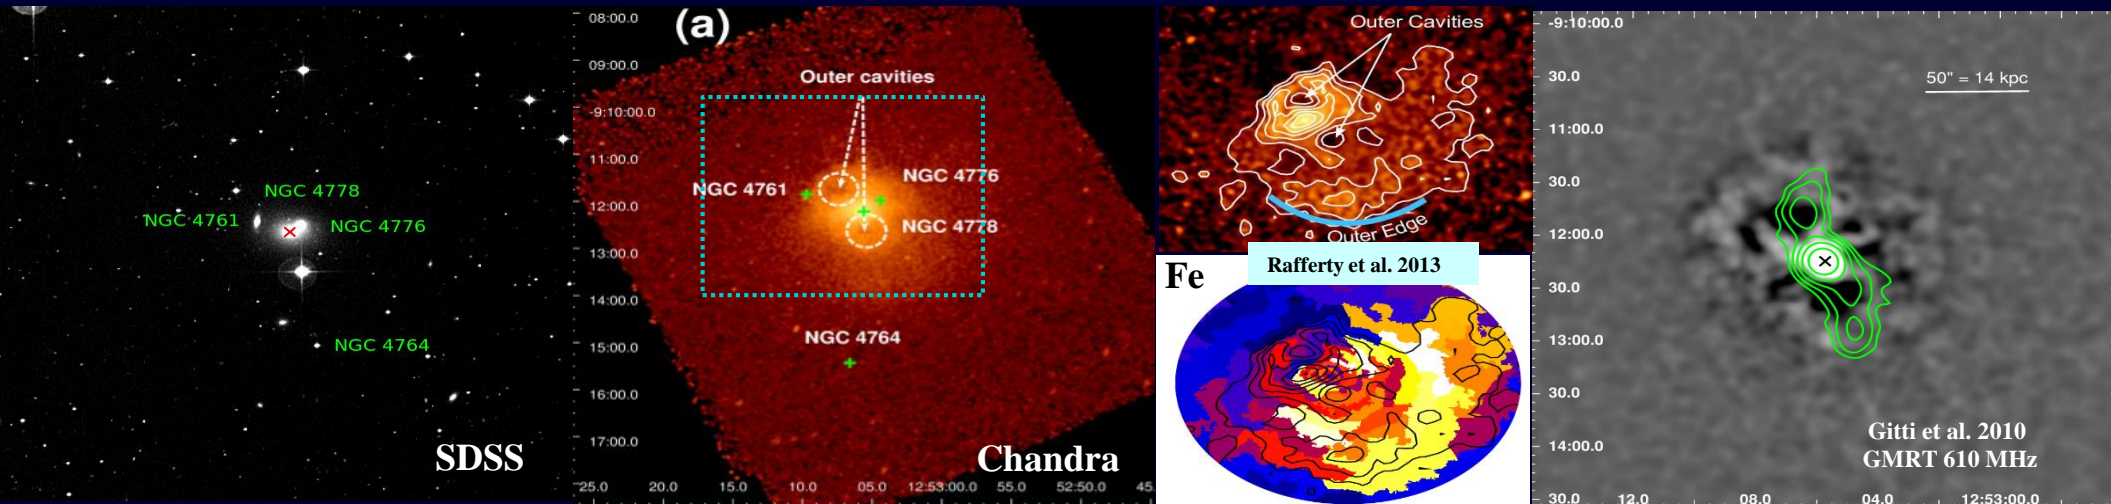 NGC 4778
NGC 4761
NGC 4776
NGC 4764
SDSS
(a)
08:00.0
09:00.0
-9:10:00.0
11:00.0
12:00.0
13:00.0
14:00.0
15:00.0
16:00.0
17:00.0
Outer cavities
NGC 4761
NGC 4776
NGC 4778
NGC 4764
Chandra
25.0 20.0 15.0 10.0 05.0 12:53:00.0 55.0 52:50.0 45.
Outer Cavities
Outer Edge
Rafferty et al. 2013
Fe
-9:10:00.0
30.0
11:00.0
30.0
12:00.0
30.0
13:00.0
30.0
14:00.0
30.0
50" = 14 kpc
Gitti et al. 2010
GMRT 610 MHz
12.0 08.0 04.0 12:53:00.0